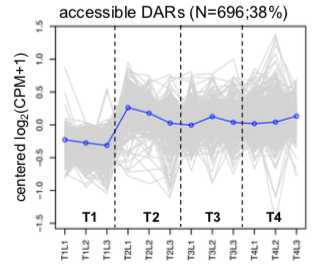 accessible DARs (N=696;38%)
centered log2(CPM+1)
1.5
1.0
0.5
0.0
−0.5
−1.0
−1.5
T1 T2 T3 T4
T1L1 T1L2 T1L3 T2L1 T2L2 T2L3 T3L1 T3L2 T3L3 T4L1 T4L2 T4L3